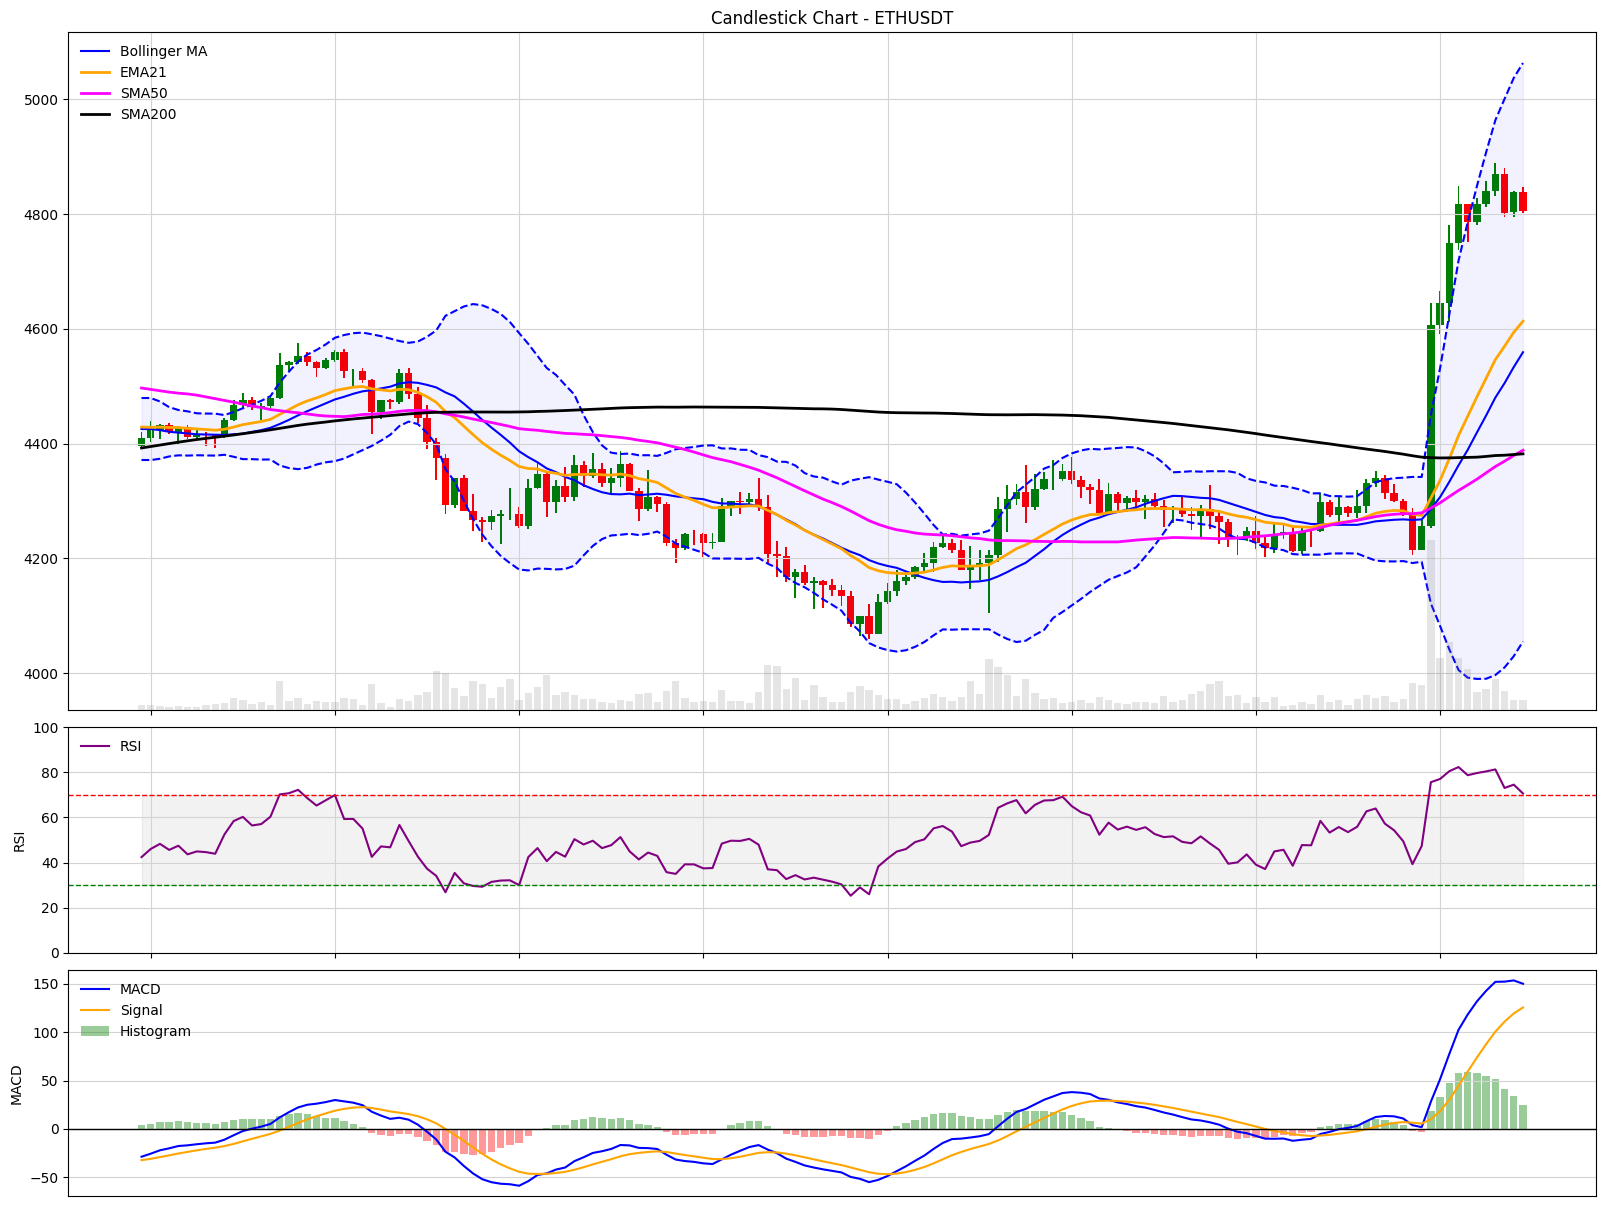 Candlestick Chart - ETHUSDT
Bollinger MA
EMA21
SMA50
SMA200
5000
4800
4600
4400
4200
4000
RSI
100
80
60
40
20
0
RSI
MACD
Signal
Histogram
150
100
50
0
−50
MACD